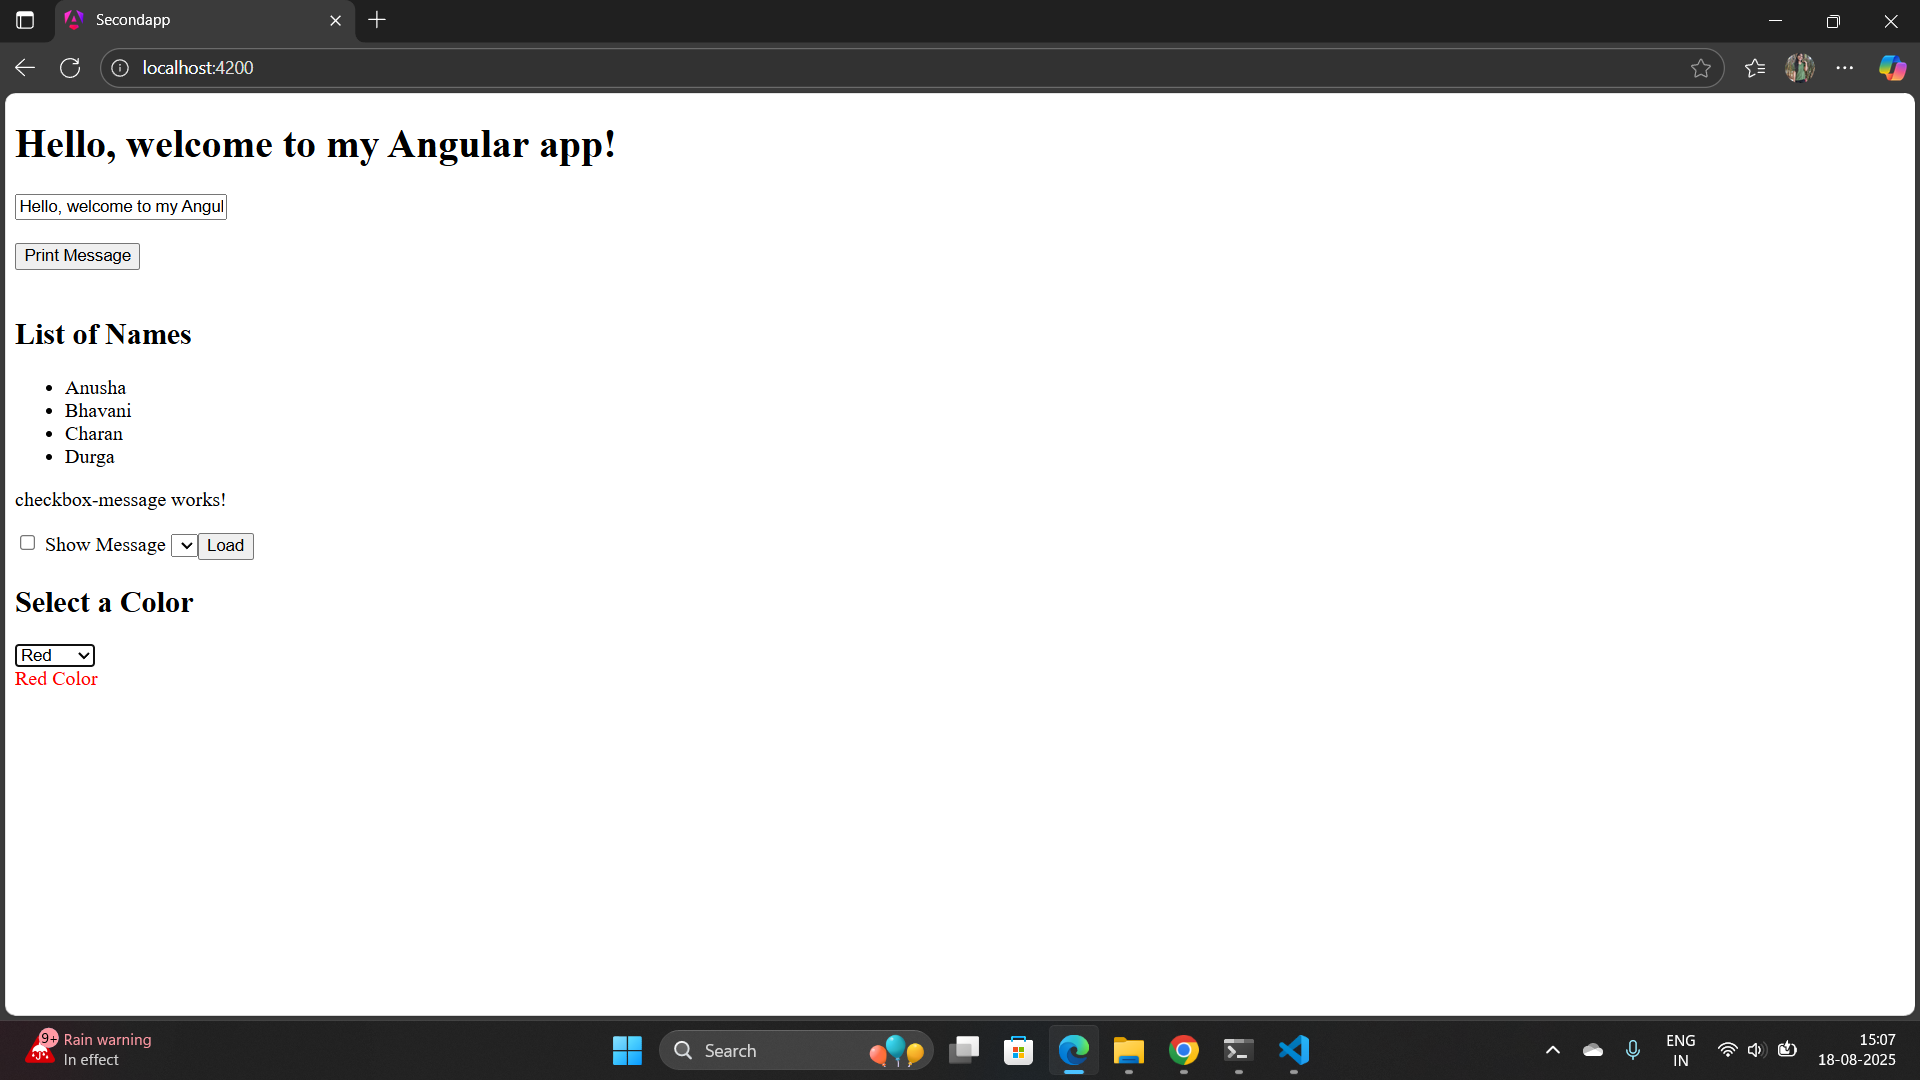 Secondapp
localhost:4200
Hello, welcome to my Angular app!
Hello, welcome to my Angul
Print Message
List of Names
Anusha
Bhavani
Charan
Durga
checkbox-message works!
Show Message Load
Select a Color
Red
Red Color
9+ Rain warning
In effect
Search
ENG
IN
15:07
18-08-2025